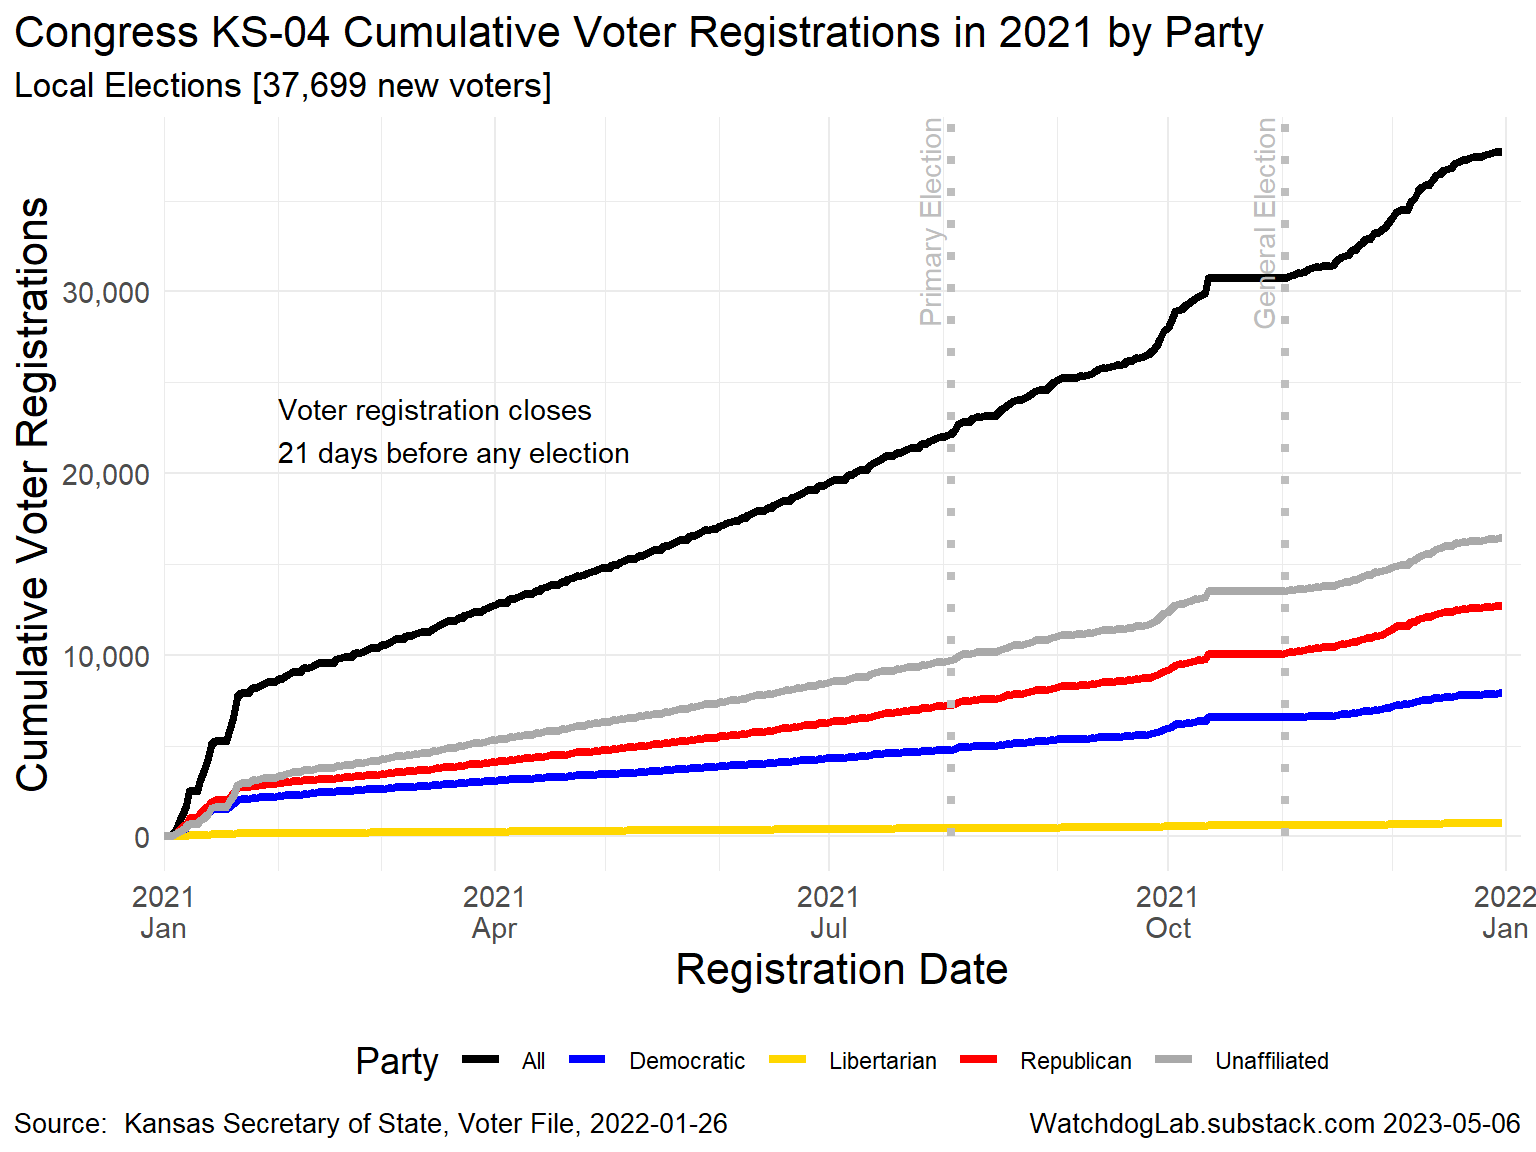 Congress KS-04 Cumulative Voter Registrations in 2021 by Party
Local Elections [37,699 new voters]
Cumulative Voter Registrations
30,000
20,000
10,000
0
Voter registration closes
21 days before any election
Primary Election
General Election
2021 2021 2021 2021 2022
Jan Apr Jul Oct Jan
Registration Date
Party All Democratic Libertarian Republican Unaffiliated
Source:  Kansas Secretary of State, Voter File, 2022-01-26
WatchdogLab.substack.com 2023-05-06